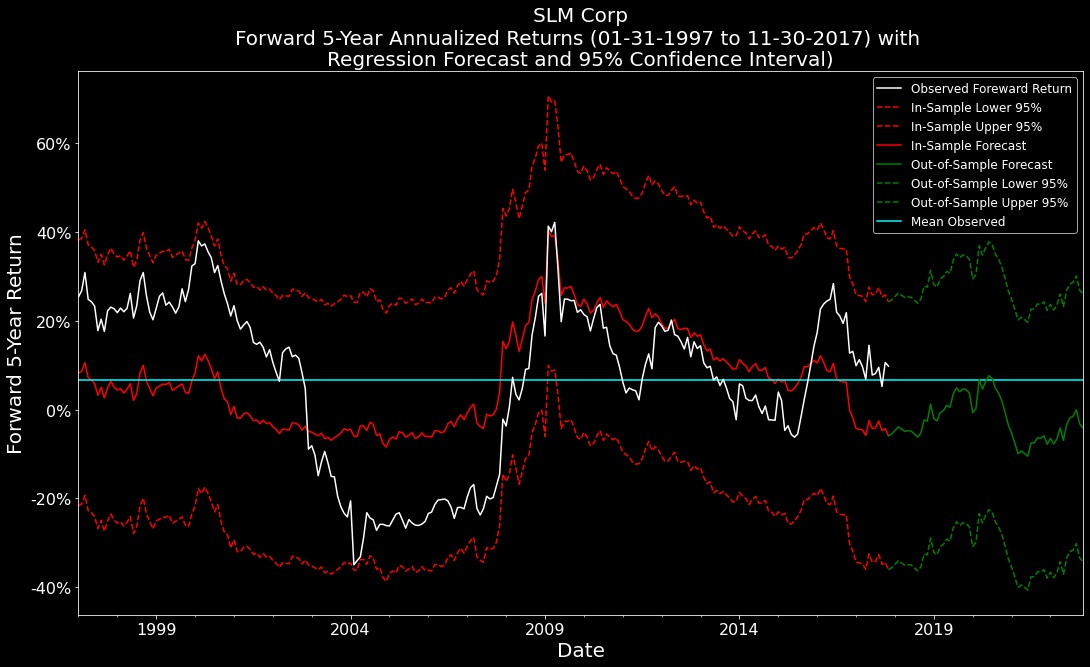 SLM Corp
Forward 5-Year Annualized Returns (01-31-1997 to 11-30-2017) with
Regression Forecast and 95% Confidence Interval)
Observed Foreward Return
In-Sample Lower 95%
In-Sample Upper 95%
In-Sample Forecast
Out-of-Sample Forecast
Out-of-Sample Lower 95%
Out-of-Sample Upper 95%
Mean Observed
Forward 5-Year Return
60%
40%
20%
0%
-20%
-40%
1999 2004 2009 2014 2019
Date